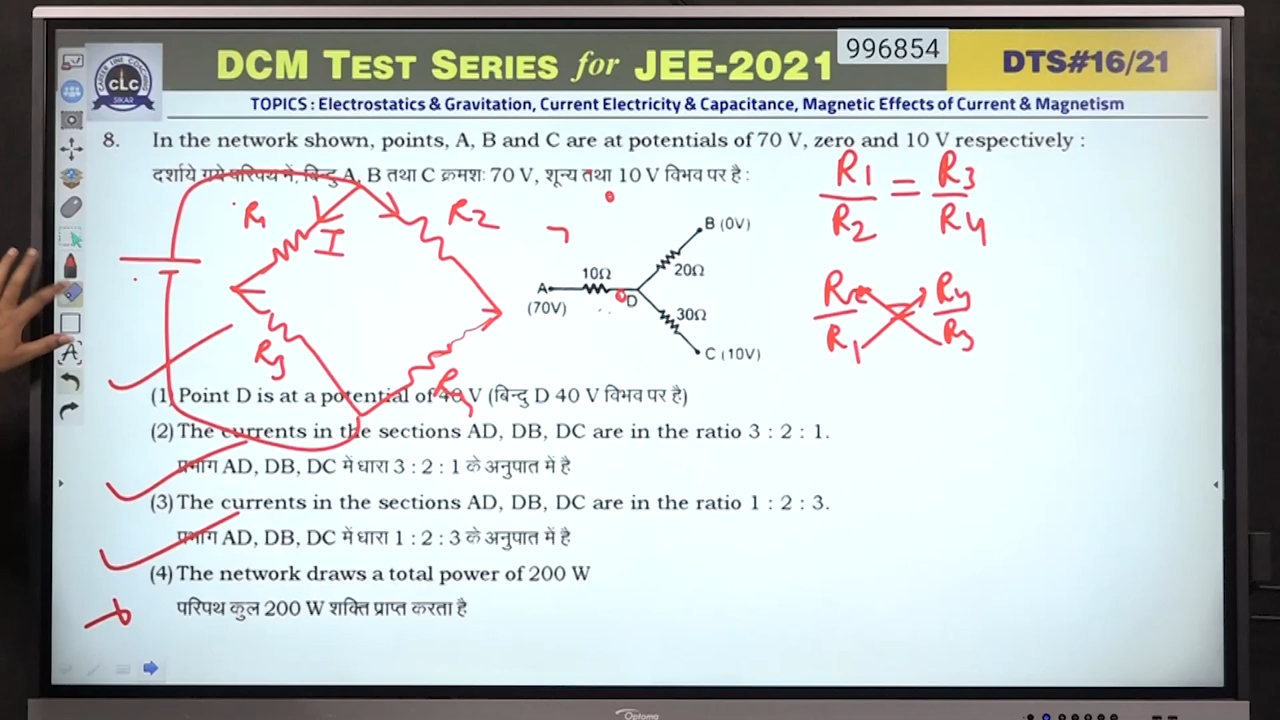 DCM TEST SERIES for JEE-2021
996854
DTS#16/21
CLC
SIKAR
TOPICS : Electrostatics & Gravitation, Current Electricity & Capacitance, Magnetic Effects of Current & Magnetism
8. In the network shown, points, A, B and C are at potentials of 70 V, zero and 10 V respectively :
दर्शाये गये परिपथ में, बिन्दु A, B तथा C क्रमशः 70 V, शून्य तथा 10 V विभव पर है :
R1
R2
I
R3
R1/R2 = R3/R4
R1
R4
R3
B (0V)
10Ω
20Ω
A
D
(70V)
30Ω
C (10V)
(1) Point D is at a potential of 40 V (बिन्दु D 40 V विभव पर है)
(2) The currents in the sections AD, DB, DC are in the ratio 3 : 2 : 1.
प्रभाग AD, DB, DC में धारा 3 : 2 : 1 के अनुपात में है
(3) The currents in the sections AD, DB, DC are in the ratio 1 : 2 : 3.
प्रभाग AD, DB, DC में धारा 1 : 2 : 3 के अनुपात में है
(4) The network draws a total power of 200 W
परिपथ कुल 200 W शक्ति प्राप्त करता है
Optoma